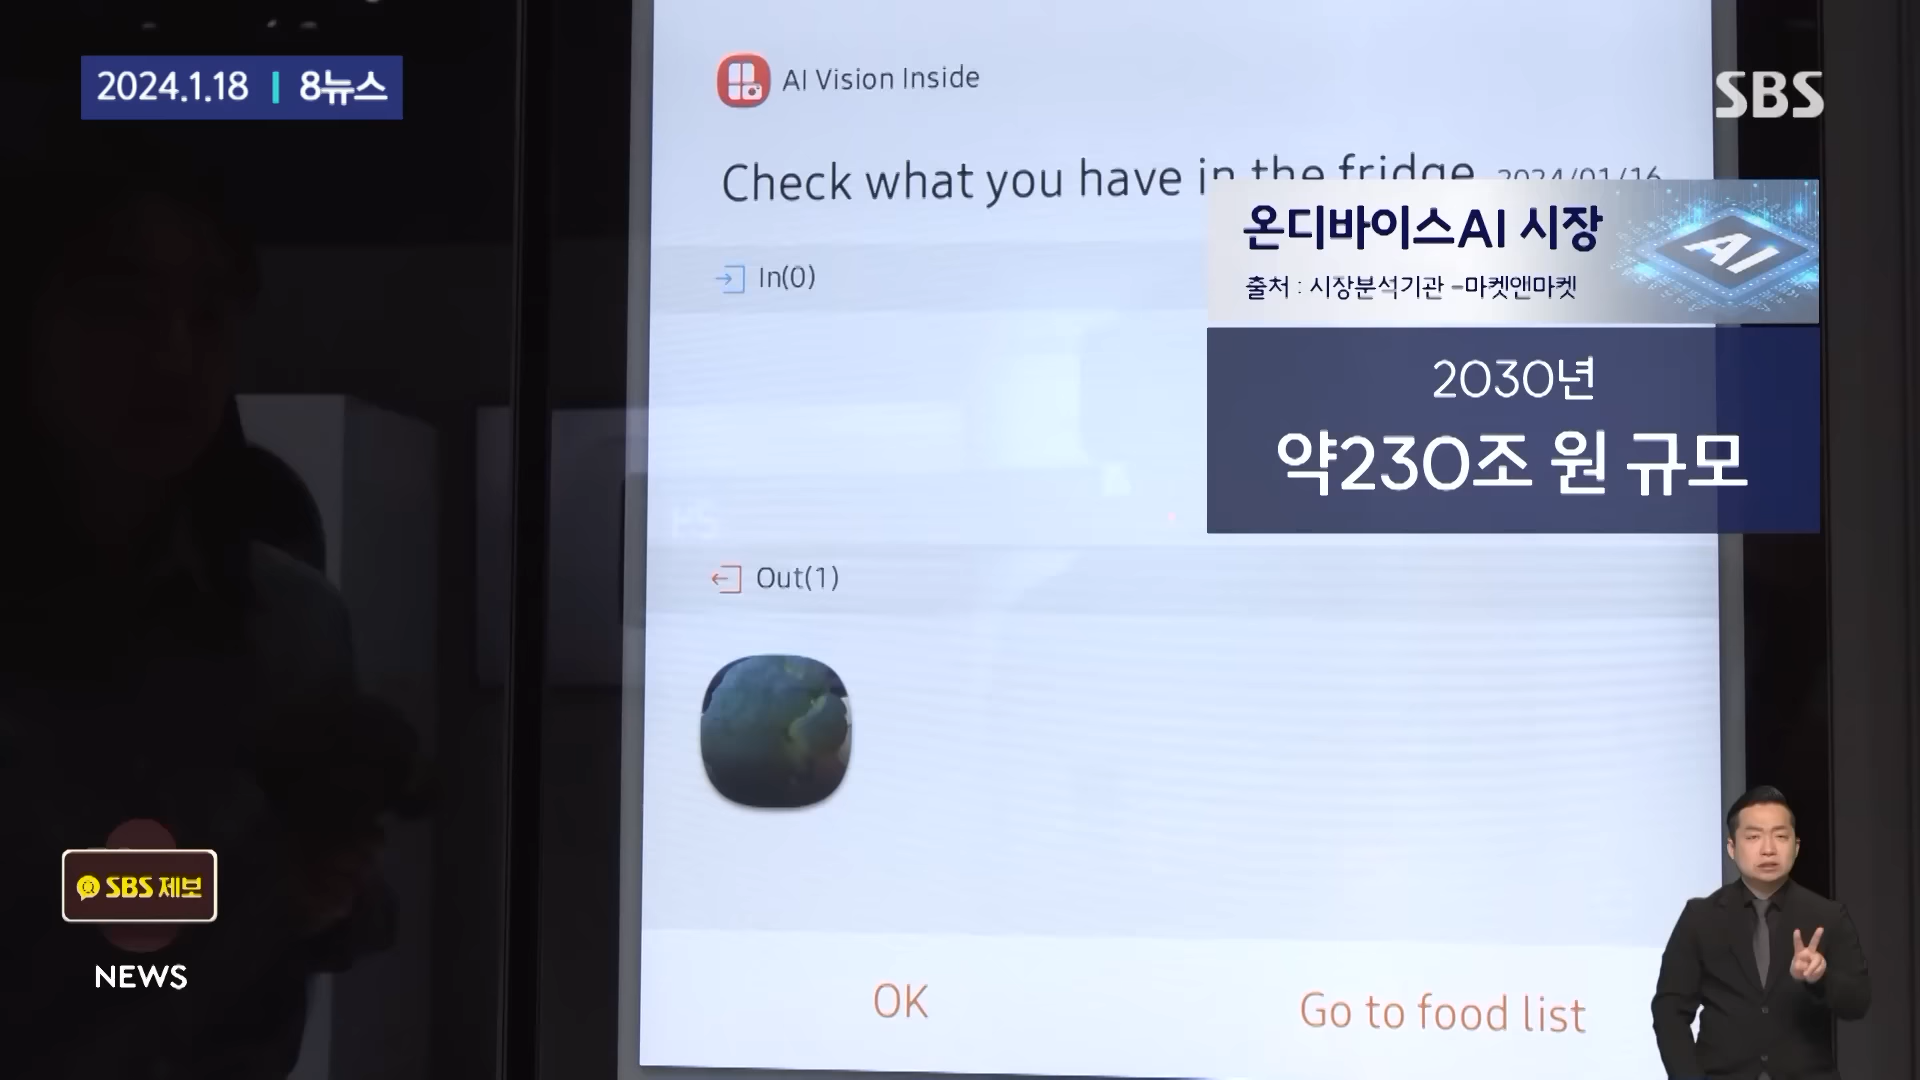 2024.1.18 | 8뉴스
SBS
AI Vision Inside
Check what you have in the fridge 2024/01/16
온디바이스AI 시장
출처 : 시장분석기관 -마켓앤마켓
In(0)
2030년
약230조 원 규모
Out(1)
SBS 제보
NEWS
OK
Go to food list